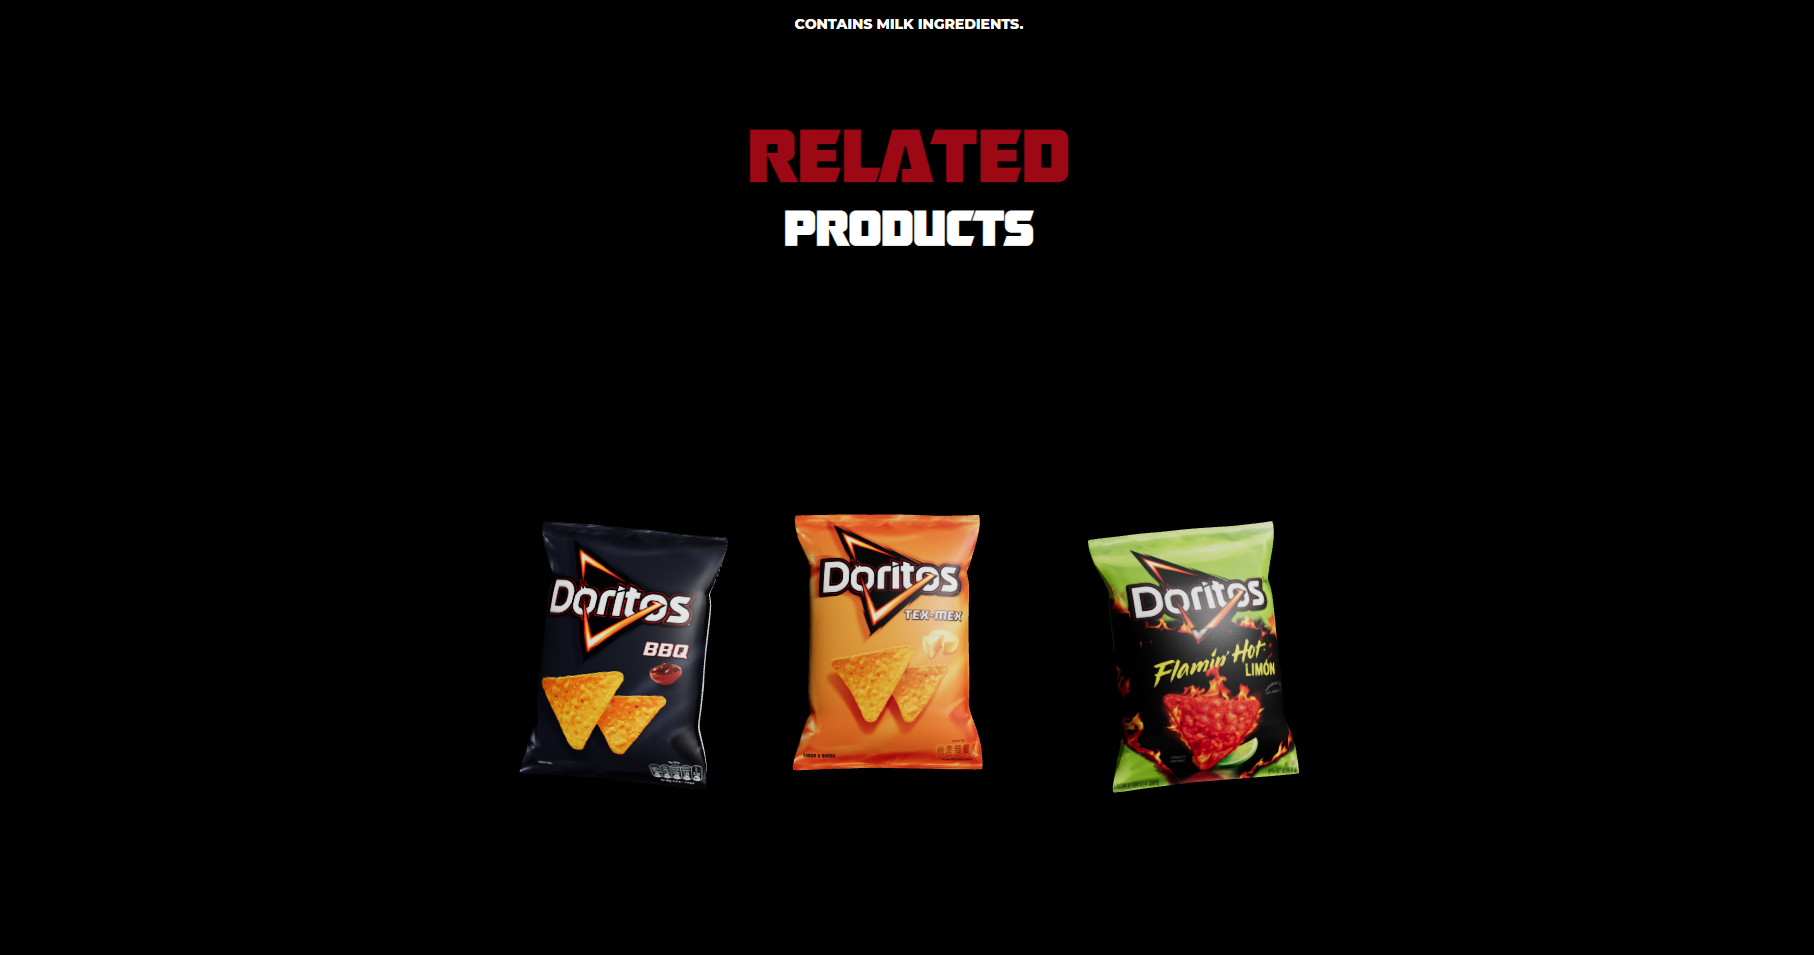 CONTAINS MILK INGREDIENTS.
RELATED
PRODUCTS
Doritos
BBQ
Doritos
TEX-MEX
Doritos
Flamin' Hot
LIMÓN